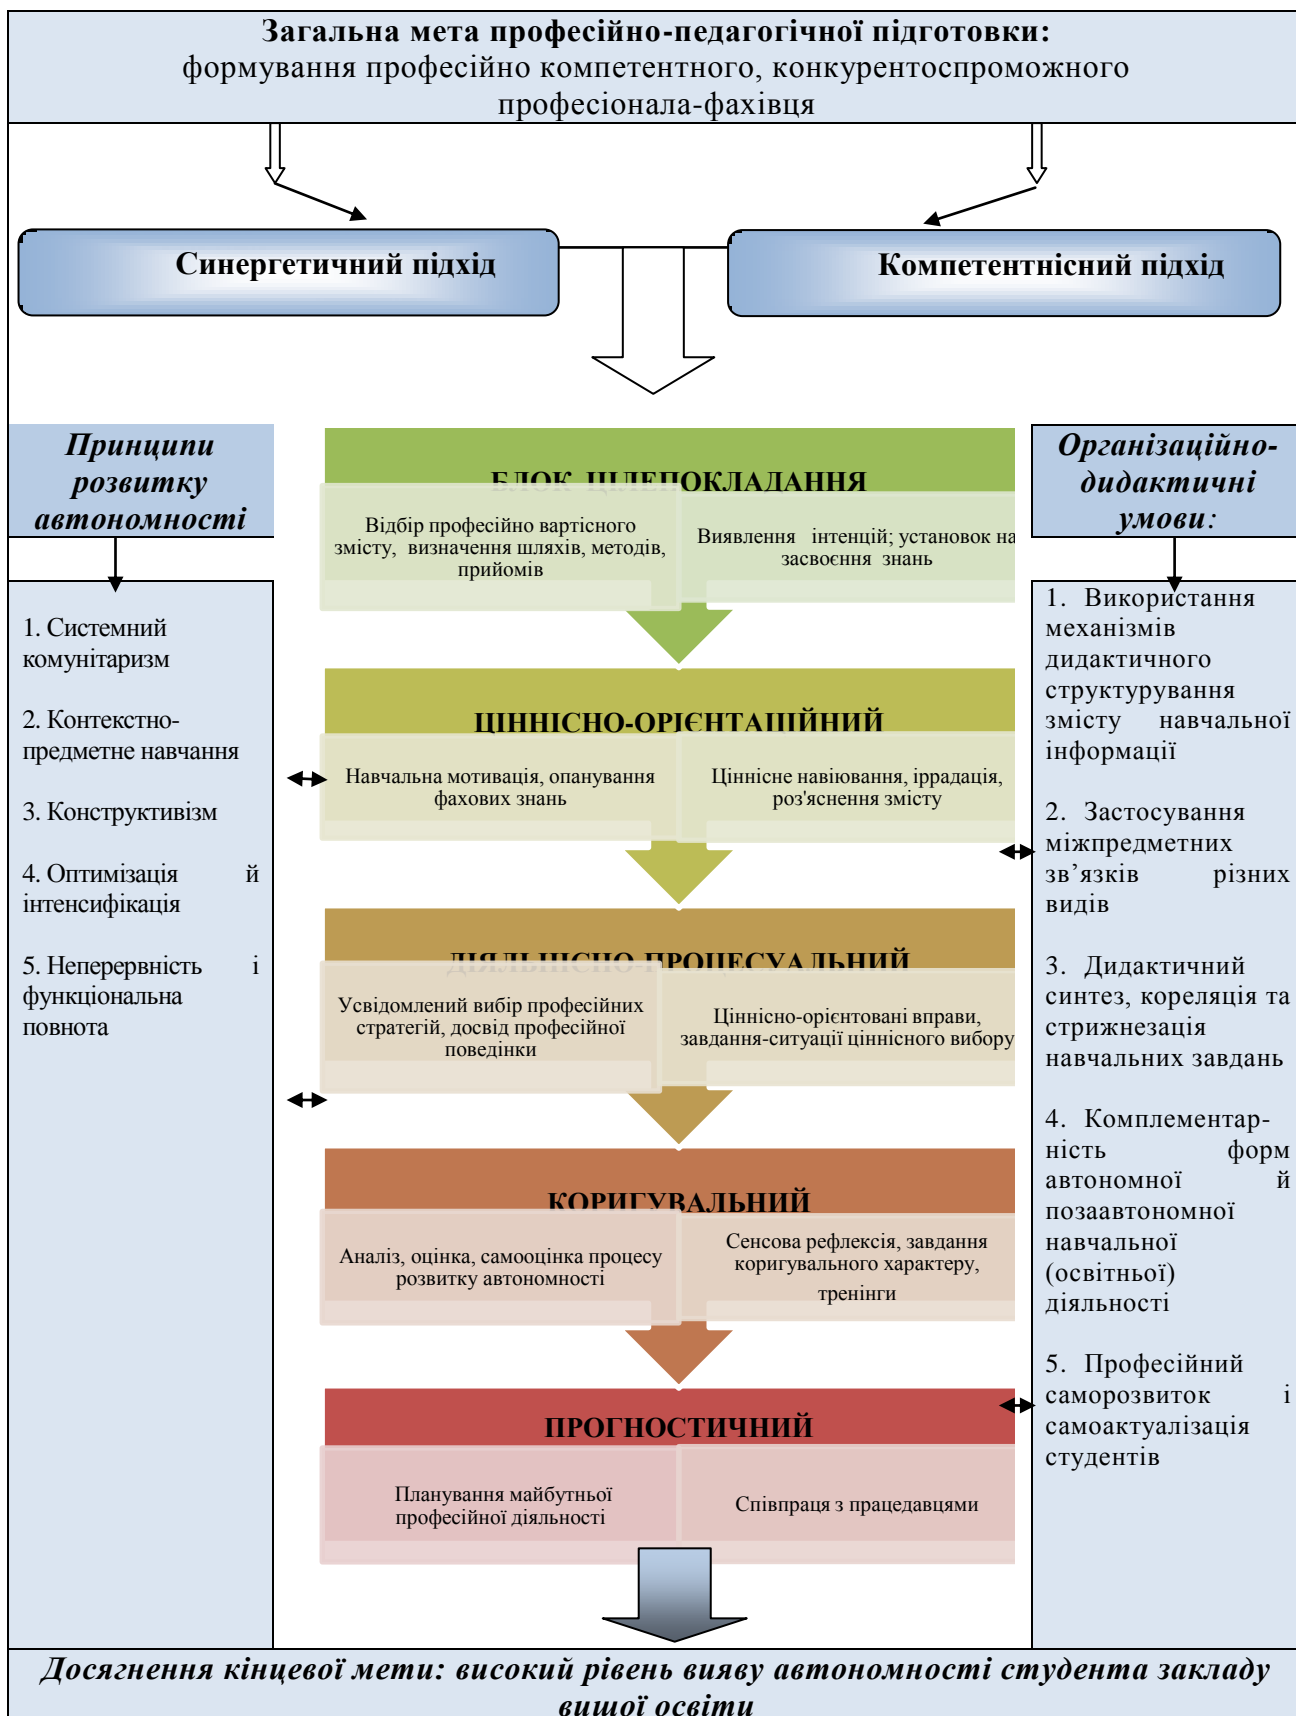 Загальна мета професійно-педагогічної підготовки:
формування професійно компетентного, конкурентоспроможного
професіонала-фахівця
Синергетичний підхід
Компетентнісний підхід
Принципи
розвитку
автономності
1. Системний
комунітаризм
2. Контекстно-
предметне навчання
3. Конструктивізм
4. Оптимізація й
інтенсифікація
5. Неперервність і
функціональна
повнота
БЛОК ЦІЛЕПОКЛАДАННЯ
Відбір професійно вартісного
змісту, визначення шляхів, методів,
прийомів
Виявлення інтенцій; установок на
засвоєння знань
ЦІННІСНО-ОРІЄНТАЦІЙНИЙ
Навчальна мотивація, опанування
фахових знань
Ціннісне навіювання, іррадація,
роз'яснення змісту
ДІЯЛЬНІСНО-ПРОЦЕСУАЛЬНИЙ
Усвідомлений вибір професійних
стратегій, досвід професійної
поведінки
Ціннісно-орієнтовані вправи,
завдання-ситуації ціннісного вибору
КОРИГУВАЛЬНИЙ
Аналіз, оцінка, самооцінка процесу
розвитку автономності
Сенсова рефлексія, завдання
коригувального характеру,
тренінги
ПРОГНОСТИЧНИЙ
Планування майбутньої
професійної діяльності
Співпраця з працедавцями
Організаційно-
дидактичні
умови:
1. Використання
механізмів
дидактичного
структурування
змісту навчальної
інформації
2. Застосування
міжпредметних
зв’язків різних
видів
3. Дидактичний
синтез, кореляція та
стрижнезація
навчальних завдань
4. Комплементар-
ність форм
автономної й
позаавтономної
навчальної
(освітньої)
діяльності
5. Професійний
саморозвиток і
самоактуалізація
студентів
Досягнення кінцевої мети: високий рівень вияву автономності студента закладу
вищої освіти